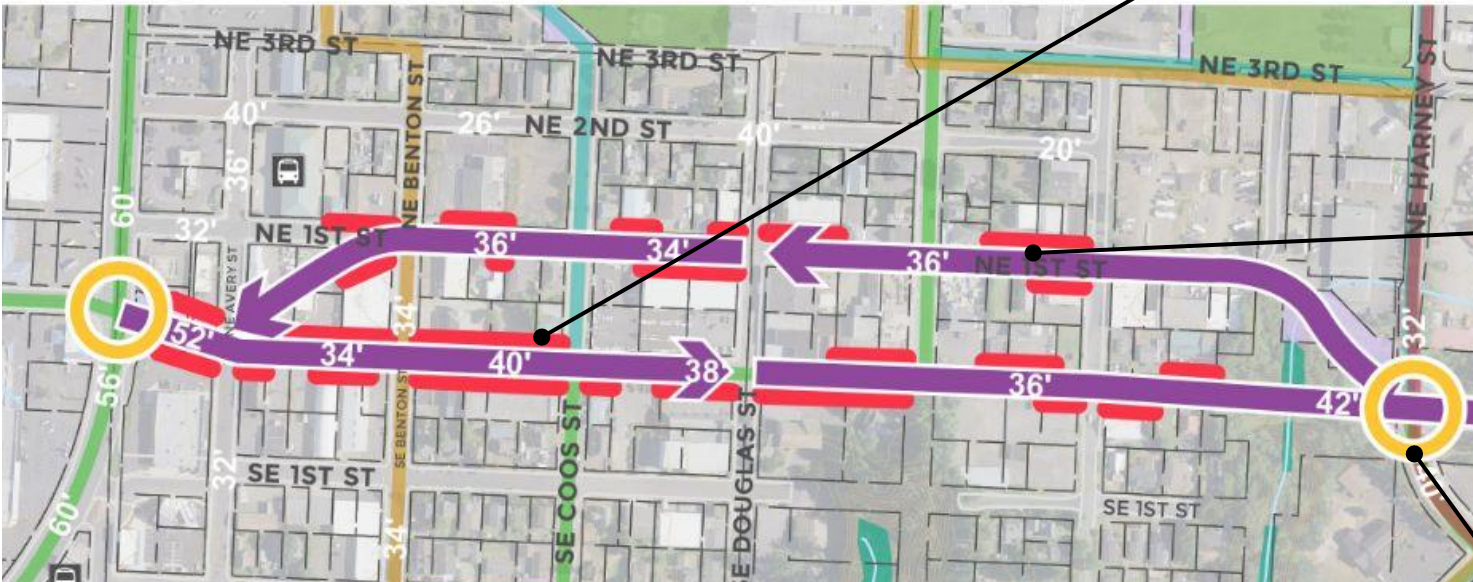 NE 3RD ST
NE 3RD ST
NE 3RD ST
NE BENTON ST
NE HARNEY ST
40'
26'
NE 2ND ST
40'
20'
36'
60'
32'
NE 1ST ST
36'
34'
36'
NE 1ST ST
AVERY ST
52'
34'
34'
40'
38
36'
42'
32'
56'
SE BENTON ST
SE COOS ST
SE DOUGLAS ST
32'
SE 1ST ST
SE 1ST ST
60'
34'